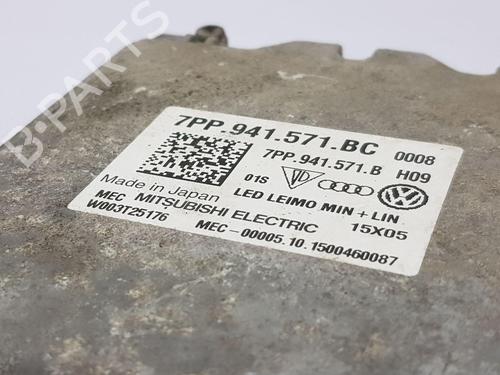 B-PARTS
7PP.941.571.BC 0008
7PP.941.571.B H09
01S
LED LEIMO MIN + LIN
Made in Japan
MEC MITSUBISHI ELECTRIC 15X05
W003T25176 MEC-00005.10.1500460087